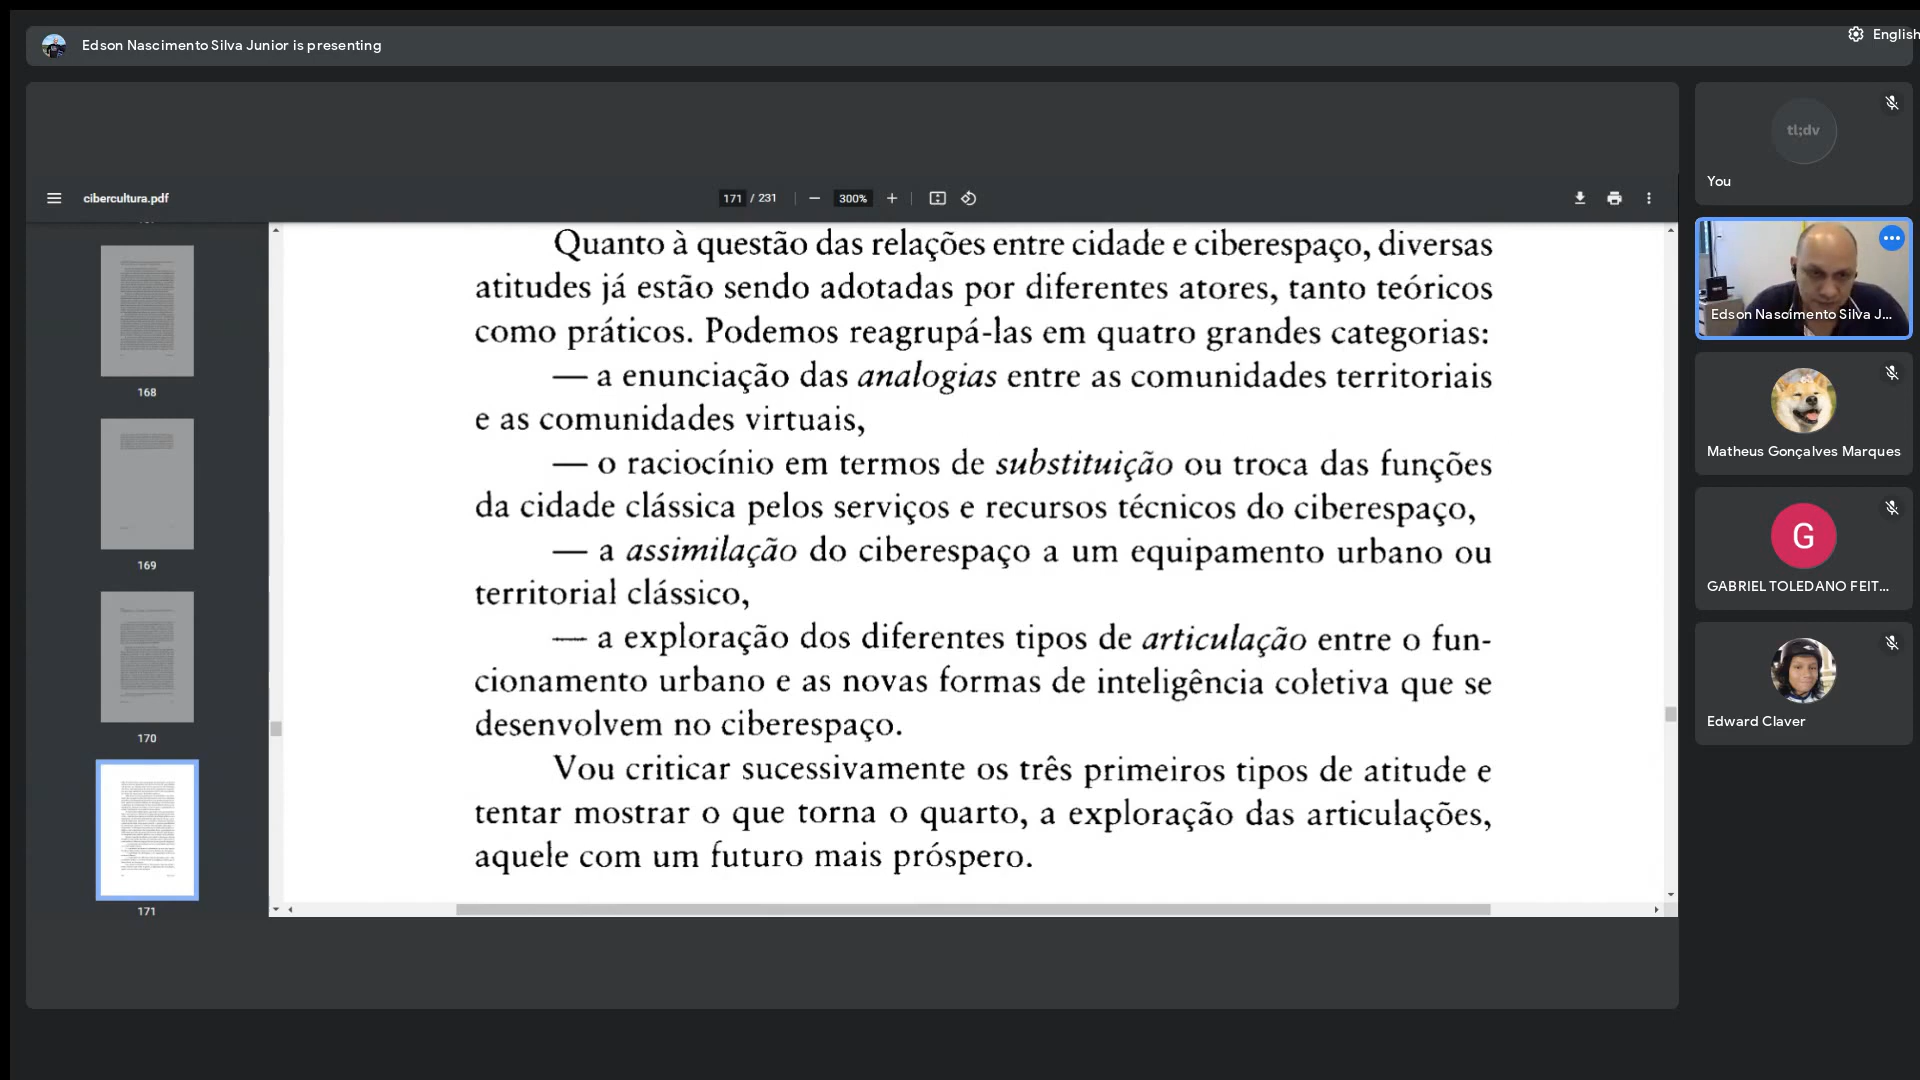 Edson Nascimento Silva Junior is presenting
English
cibercultura.pdf
171 / 231
300%
168
169
170
171
Quanto à questão das relações entre cidade e ciberespaço, diversas
atitudes já estão sendo adotadas por diferentes atores, tanto teóricos
como práticos. Podemos reagrupá-las em quatro grandes categorias:
— a enunciação das analogias entre as comunidades territoriais
e as comunidades virtuais,
— o raciocínio em termos de substituição ou troca das funções
da cidade clássica pelos serviços e recursos técnicos do ciberespaço,
— a assimilação do ciberespaço a um equipamento urbano ou
territorial clássico,
— a exploração dos diferentes tipos de articulação entre o fun-
cionamento urbano e as novas formas de inteligência coletiva que se
desenvolvem no ciberespaço.
Vou criticar sucessivamente os três primeiros tipos de atitude e
tentar mostrar o que torna o quarto, a exploração das articulações,
aquele com um futuro mais próspero.
tl;dv
You
Edson Nascimento Silva J...
Matheus Gonçalves Marques
G
GABRIEL TOLEDANO FEIT...
Edward Claver